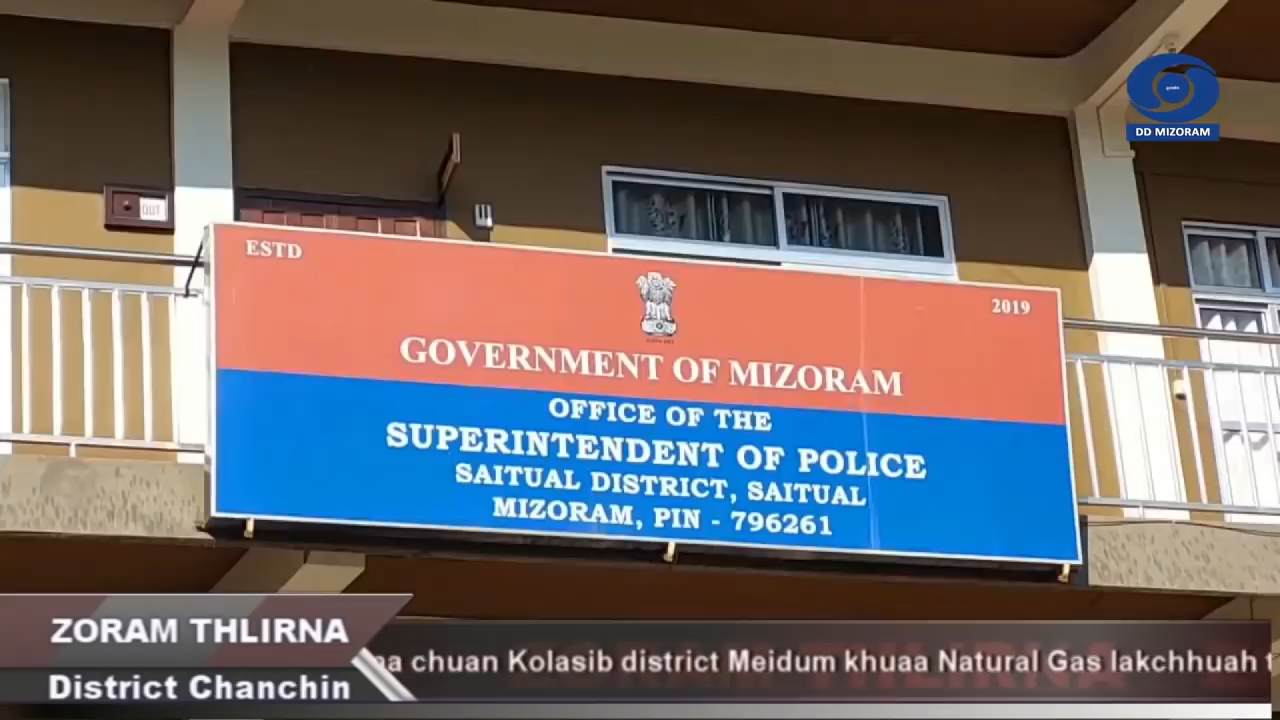 DD MIZORAM
OUT
ESTD
2019
GOVERNMENT OF MIZORAM
OFFICE OF THE
SUPERINTENDENT OF POLICE
SAITUAL DISTRICT, SAITUAL
MIZORAM, PIN - 796261
ZORAM THLIRNA
District Chanchin
chuan Kolasib district Meidum khuaa Natural Gas lakchhuah